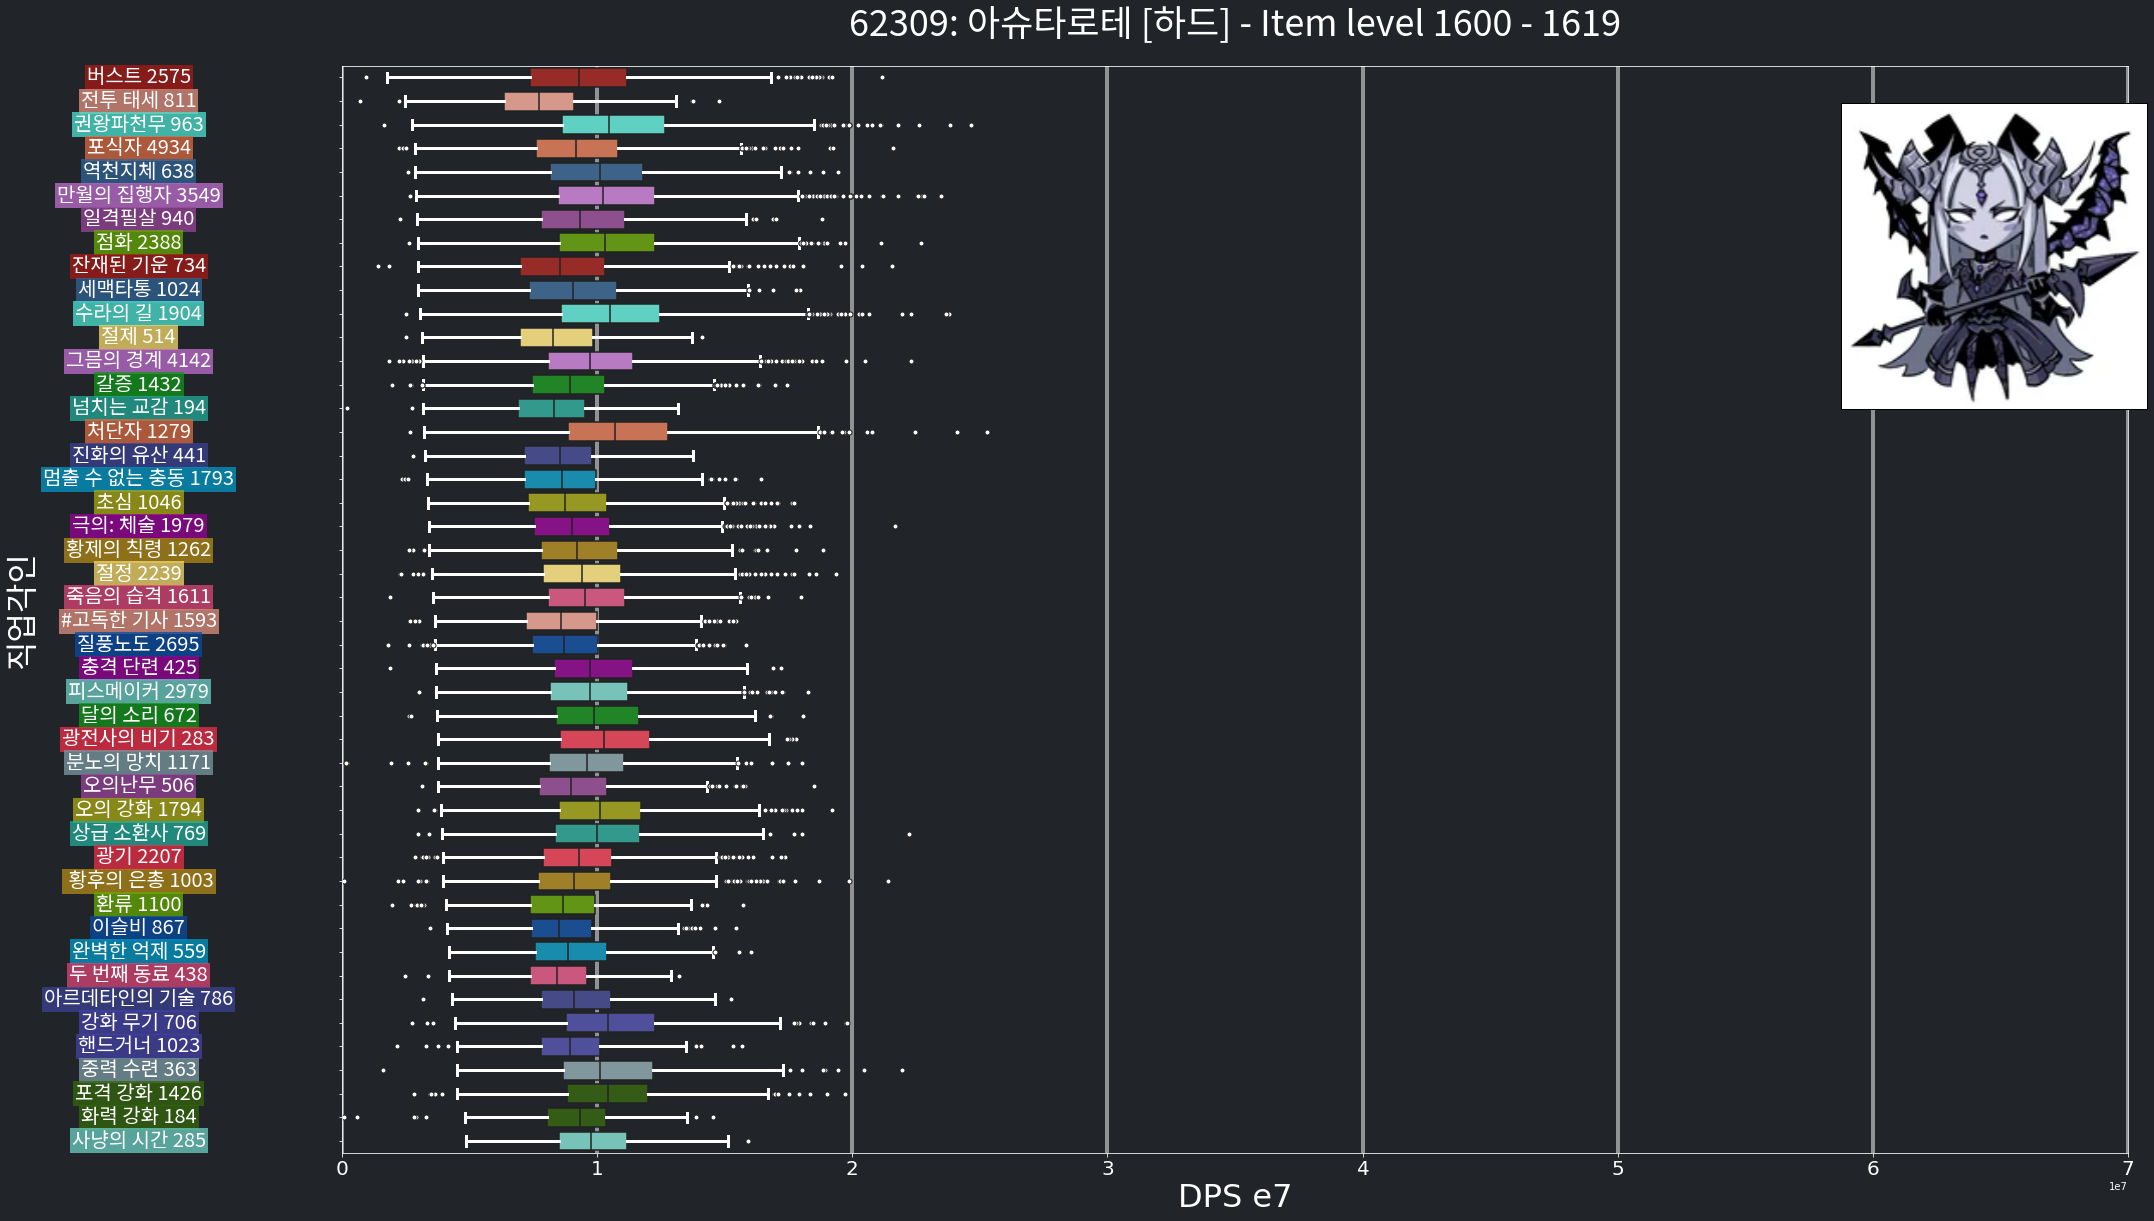 62309: 아슈타로테 [하드] - Item level 1600 - 1619
직업각인
버스트 2575
전투 태세 811
권왕파천무 963
포식자 4934
역천지체 638
만월의 집행자 3549
일격필살 940
점화 2388
잔재된 기운 734
세맥타통 1024
수라의 길 1904
절제 514
그믐의 경계 4142
갈증 1432
넘치는 교감 194
처단자 1279
진화의 유산 441
멈출 수 없는 충동 1793
초심 1046
극의: 체술 1979
황제의 칙령 1262
절정 2239
죽음의 습격 1611
#고독한 기사 1593
질풍노도 2695
충격 단련 425
피스메이커 2979
달의 소리 672
광전사의 비기 283
분노의 망치 1171
오의난무 506
오의 강화 1794
상급 소환사 769
광기 2207
황후의 은총 1003
환류 1100
이슬비 867
완벽한 억제 559
두 번째 동료 438
아르데타인의 기술 786
강화 무기 706
핸드거너 1023
중력 수련 363
포격 강화 1426
화력 강화 184
사냥의 시간 285
0 1 2 3 4 5 6 7
1e7
DPS e7